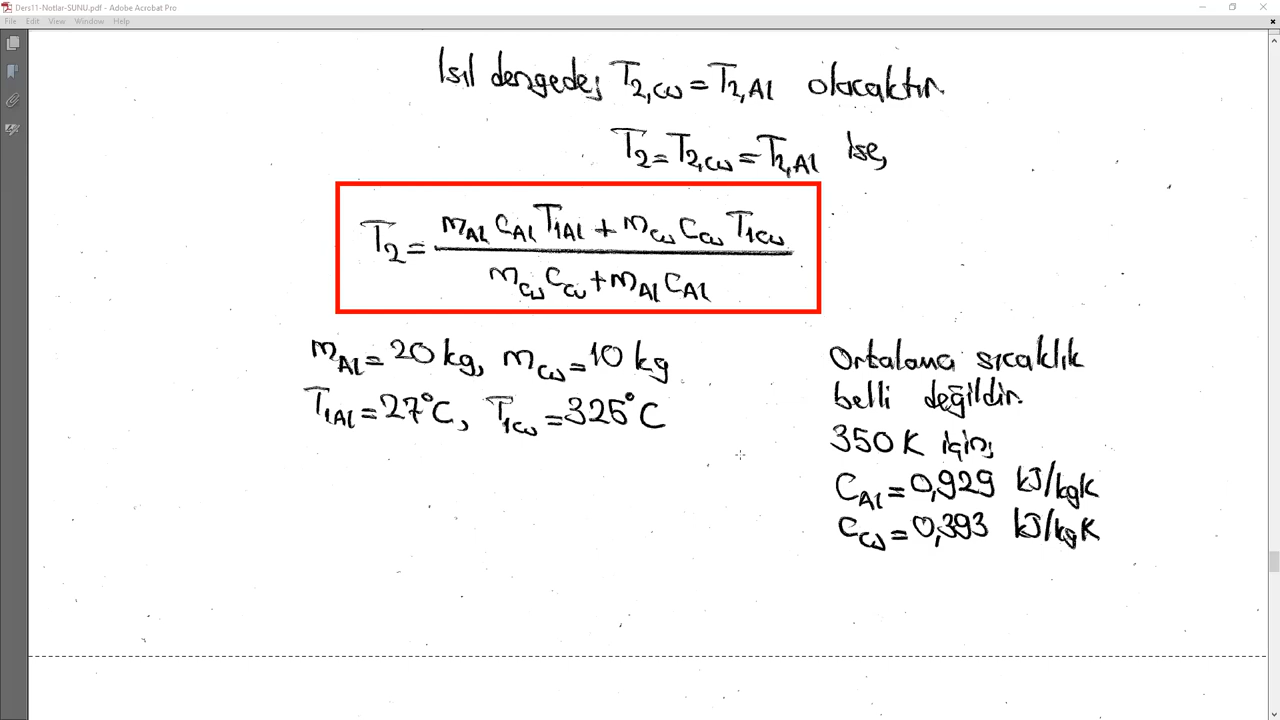 Ders11-Notlar-SUNU.pdf - Adobe Acrobat Pro
File Edit View Window Help
Isıl dengede; T2,cu = T2,Al olacaktır.
T2 = T2,cu = T2,Al ise,
T2 = (mAl cAl T1Al + mcu ccu T1cu) / (mcu ccu + mAl cAl)
mAl = 20 kg, mcu = 10 kg
T1Al = 27°C, T1cu = 325°C
Ortalama sıcaklık
belli değildir.
350 K için;
cAl = 0,929 kJ/kgK
ccu = 0,393 kJ/kgK